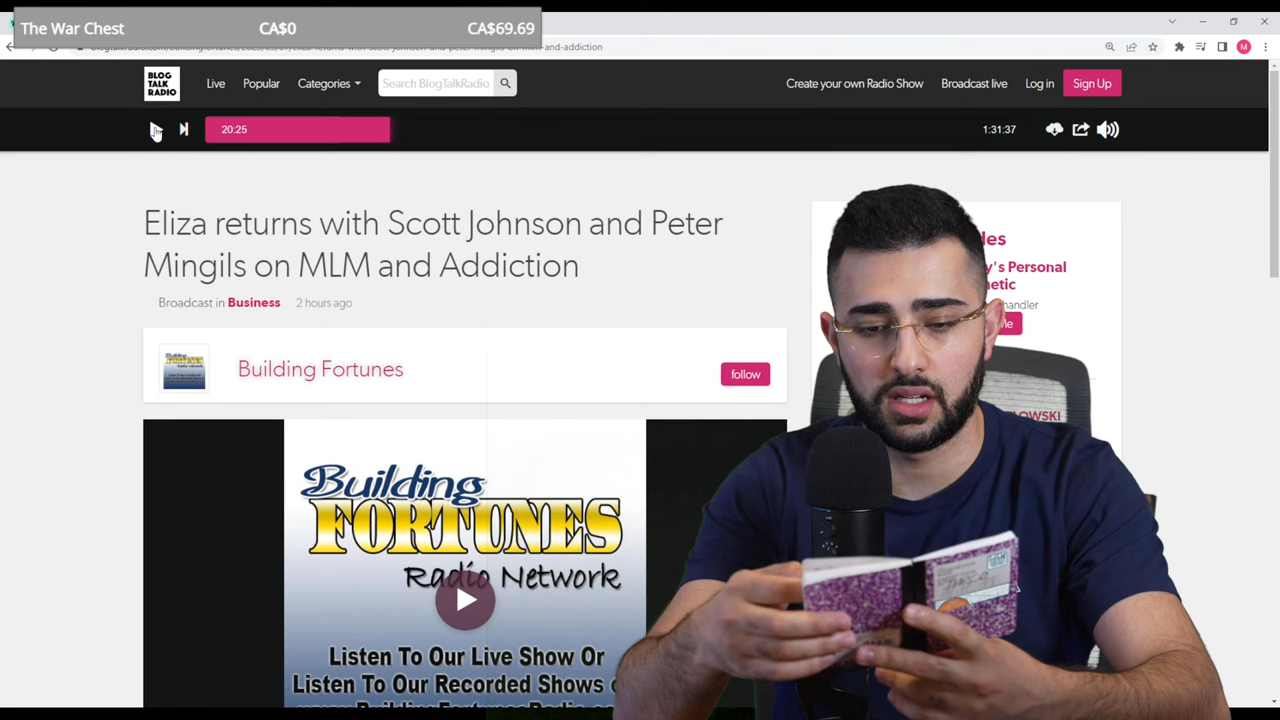 The War Chest CA$0 CA$69.69
BLOG TALK RADIO Live Popular Categories Search BlogTalkRadio Create your own Radio Show Broadcast live Log in Sign Up
20:25 1:31:37
Eliza returns with Scott Johnson and Peter
Mingils on MLM and Addiction
Broadcast in Business 2 hours ago
Building Fortunes follow
Building
FORTUNES
Radio Network
Listen To Our Live Show Or
Listen To Our Recorded Shows
y's Personal
etic
handler